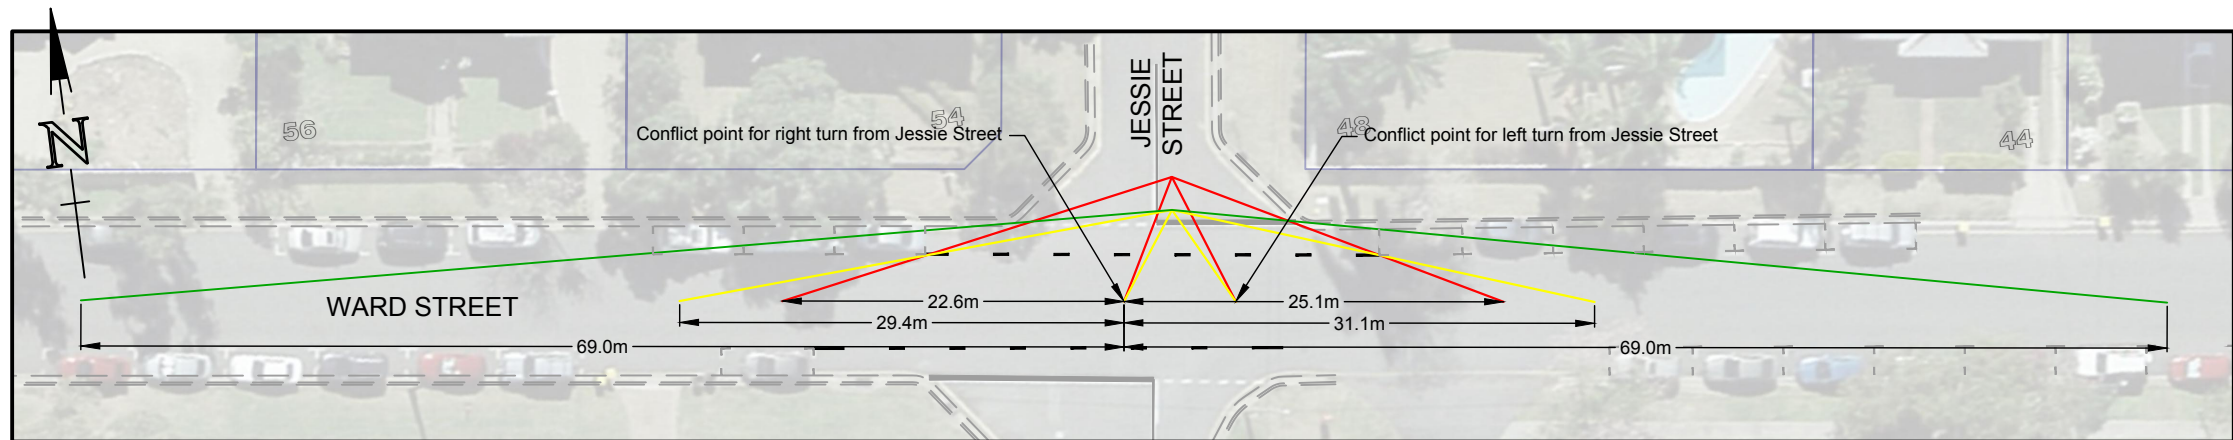 JESSIE
STREET
56
54
48
44
Conflict point for right turn from Jessie Street
Conflict point for left turn from Jessie Street
N
WARD STREET
22.6m
25.1m
29.4m
31.1m
69.0m
69.0m